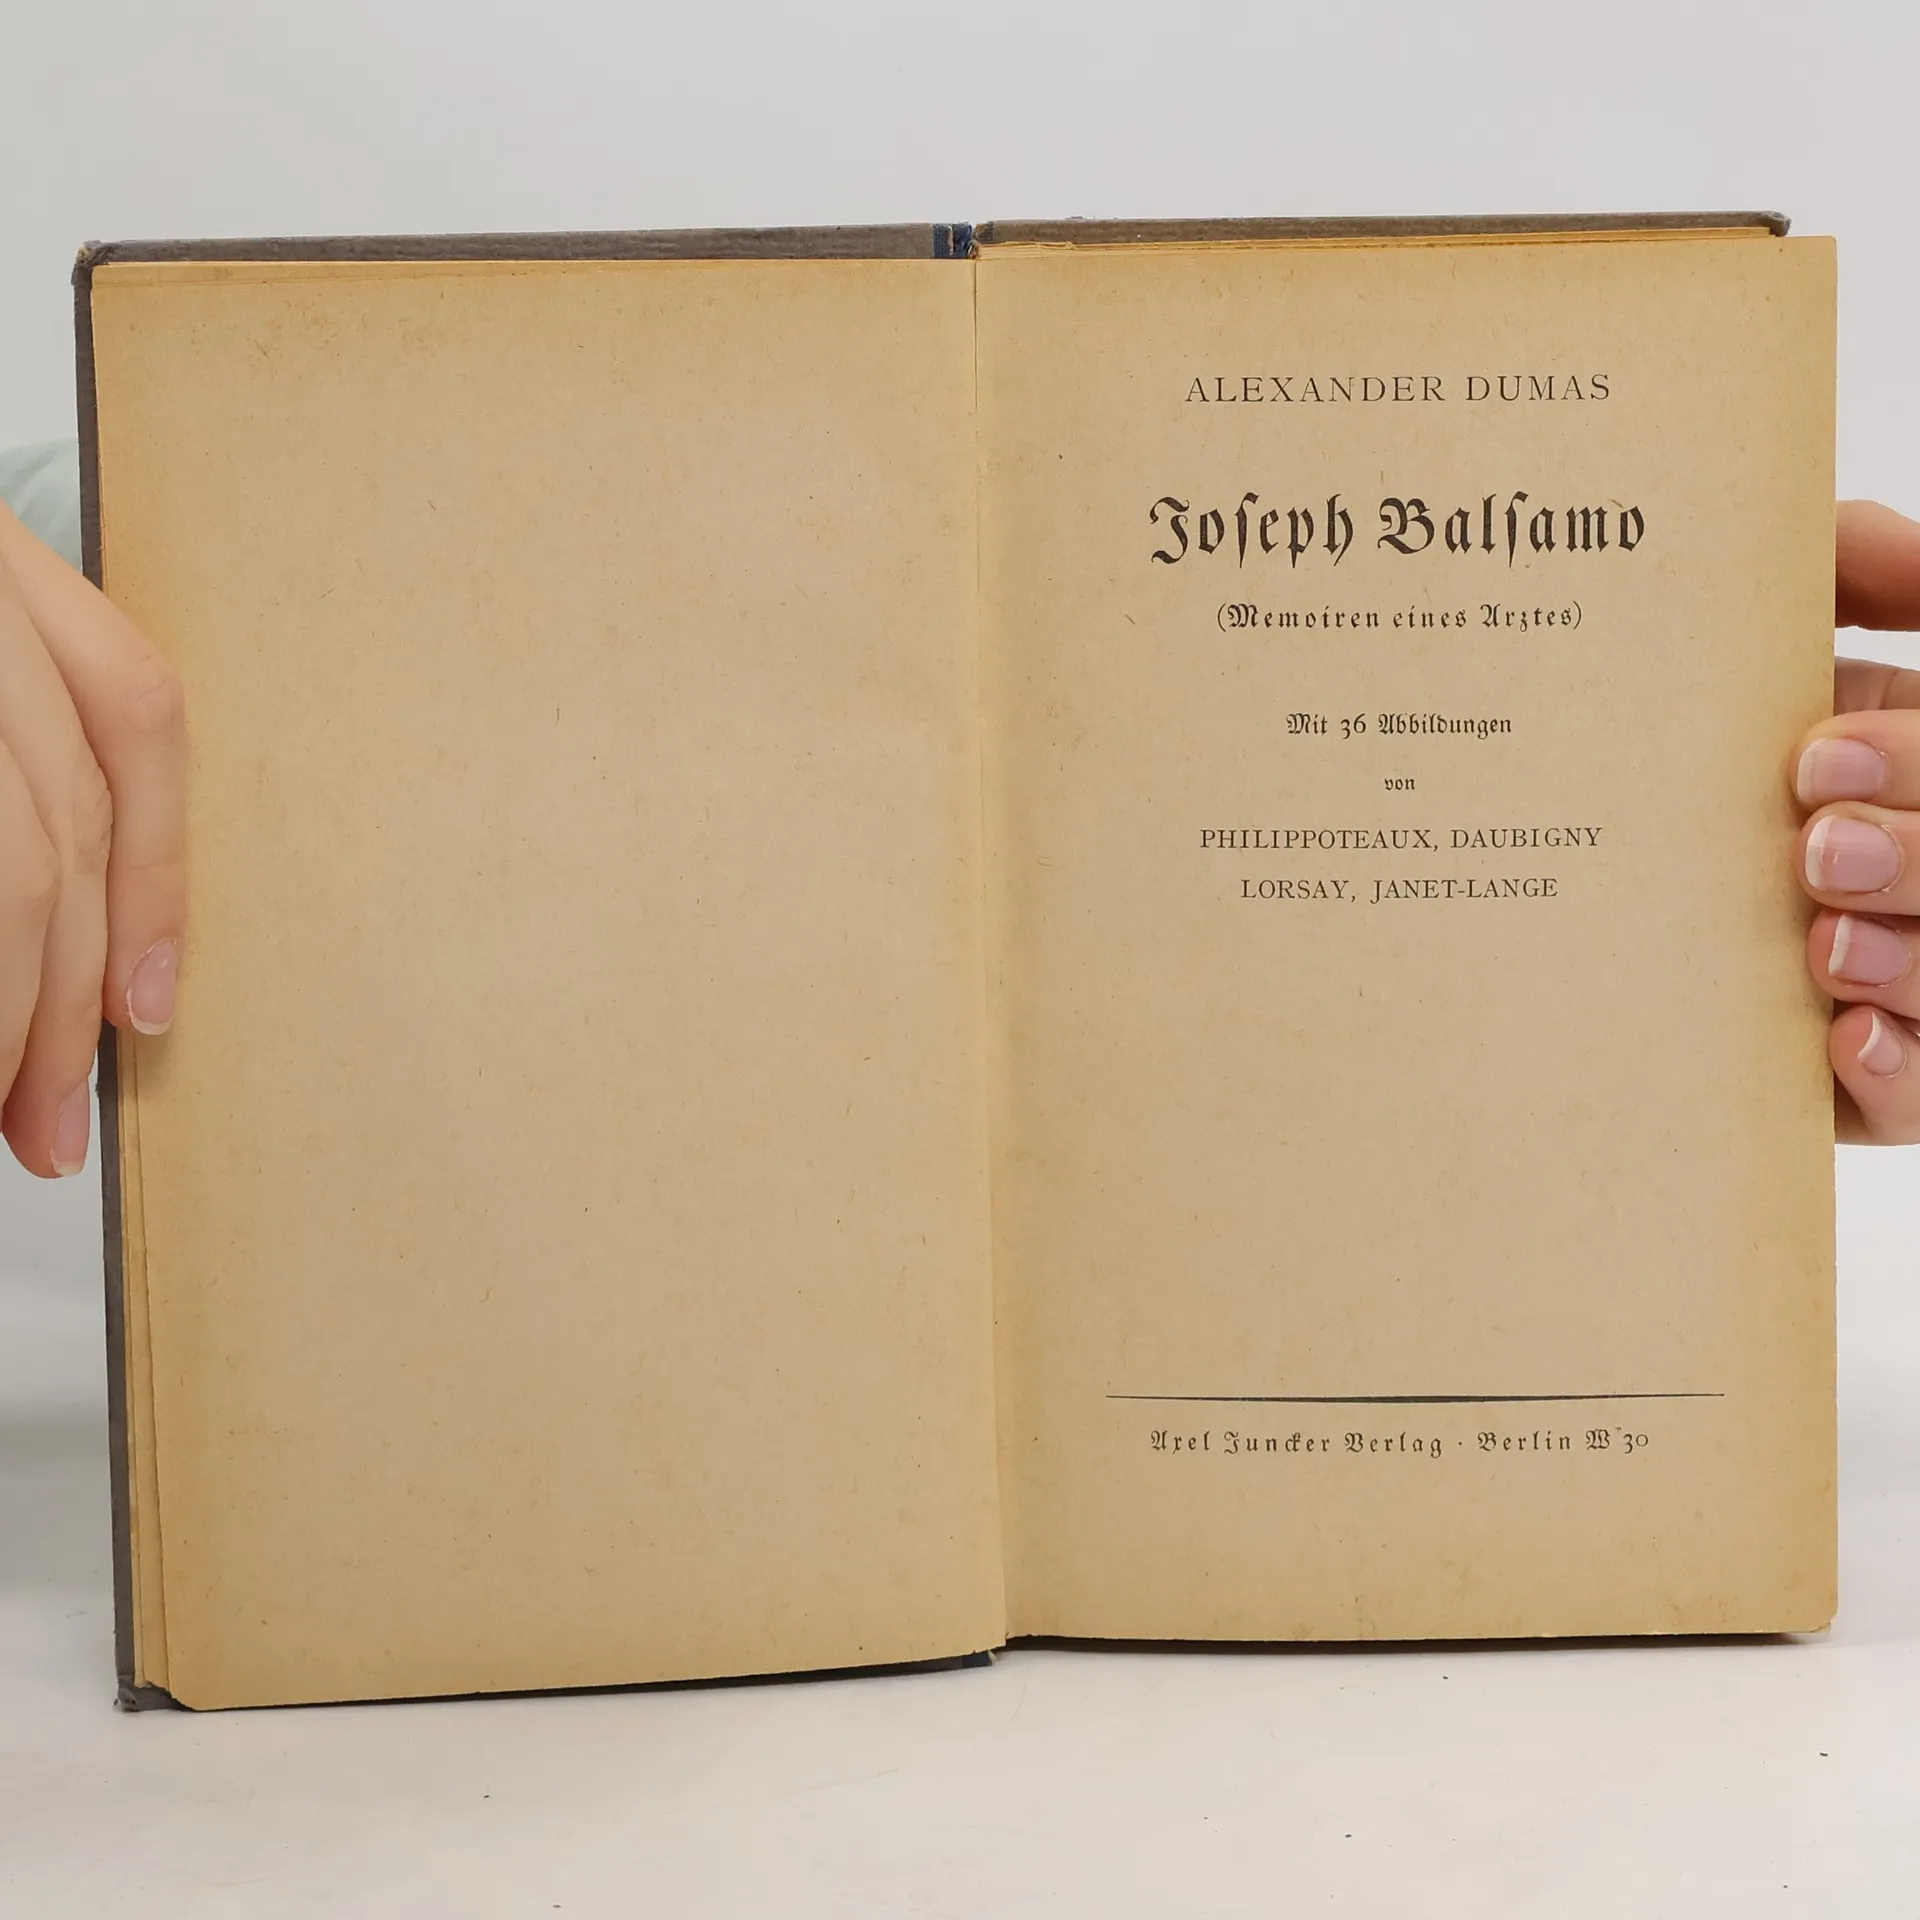 ALEXANDER DUMAS
Joſeph Balſamo
(Memoiren eines Arztes)
Mit 36 Abbildungen
von
PHILIPPOTEAUX, DAUBIGNY
LORSAY, JANET-LANGE
Axel Juncker Verlag · Berlin W 30